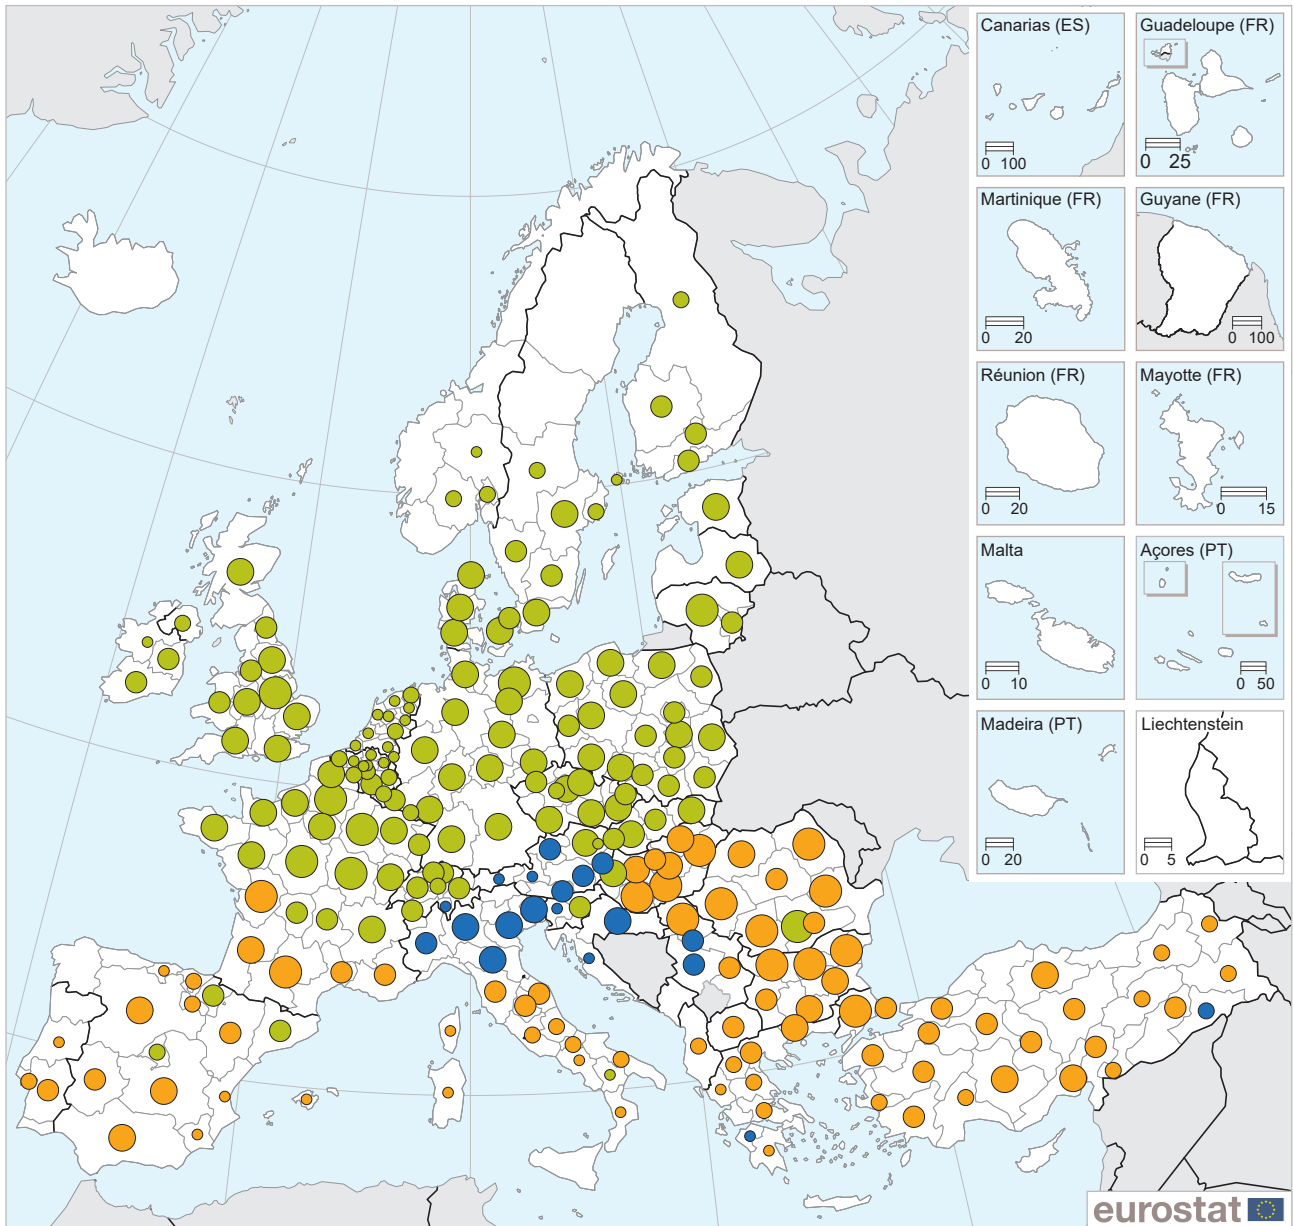 Canarias (ES)
0 100
Guadeloupe (FR)
0 25
Martinique (FR)
0 20
Guyane (FR)
0 100
Réunion (FR)
0 20
Mayotte (FR)
0 15
Malta
0 10
Açores (PT)
0 50
Madeira (PT)
0 20
Liechtenstein
0 5
eurostat